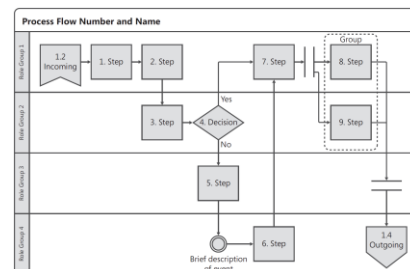 Process Flow Number and Name
Role Group 1
1.2
Incoming
1. Step
2. Step
7. Step
Group
8. Step
Role Group 2
3. Step
4. Decision
Yes
No
9. Step
Role Group 3
5. Step
Role Group 4
Brief description
of event
6. Step
1.4
Outgoing